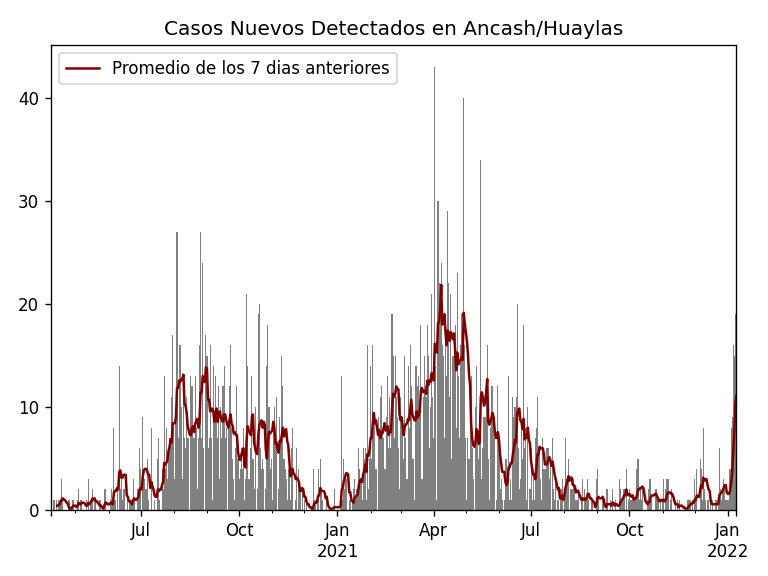 Casos Nuevos Detectados en Ancash/Huaylas
Promedio de los 7 dias anteriores
40
30
20
10
0
Jul
Oct
Jan
2021
Apr
Jul
Oct
Jan
2022